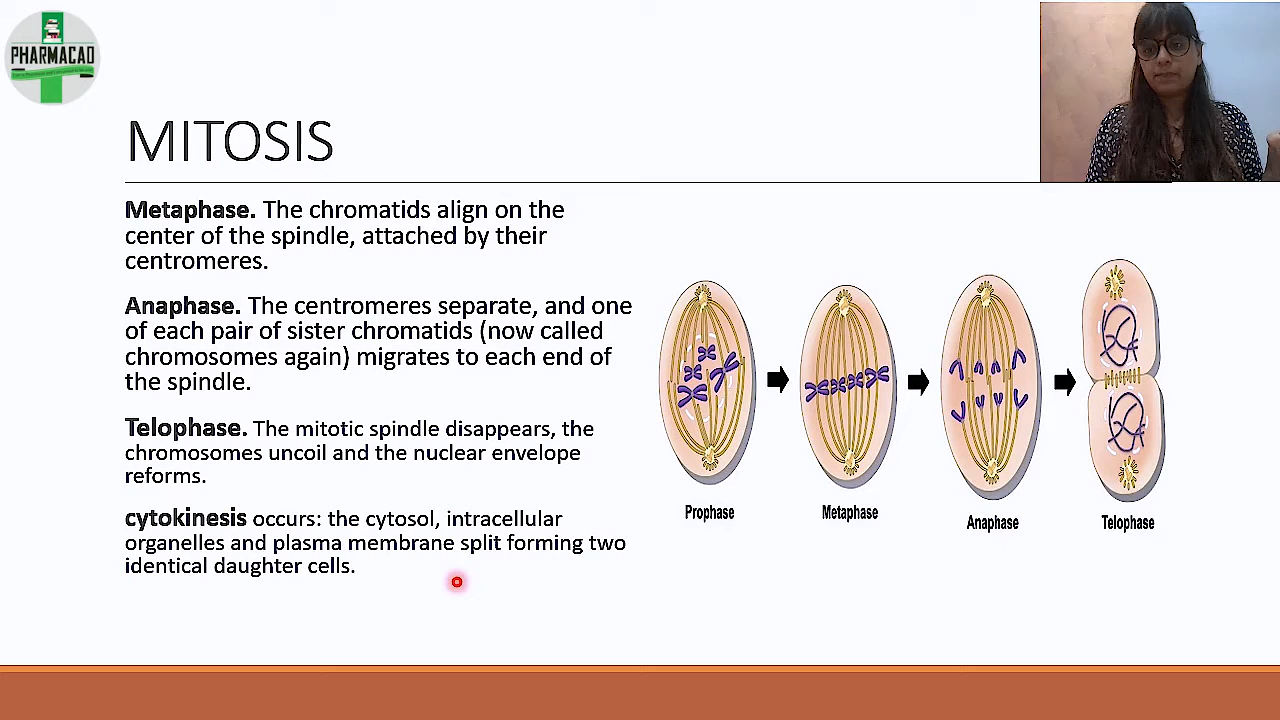 PHARMACAD
MITOSIS
Metaphase. The chromatids align on the
center of the spindle, attached by their
centromeres.
Anaphase. The centromeres separate, and one
of each pair of sister chromatids (now called
chromosomes again) migrates to each end of
the spindle.
Telophase. The mitotic spindle disappears, the
chromosomes uncoil and the nuclear envelope
reforms.
cytokinesis occurs: the cytosol, intracellular
organelles and plasma membrane split forming two
identical daughter cells.
Prophase
Metaphase
Anaphase
Telophase